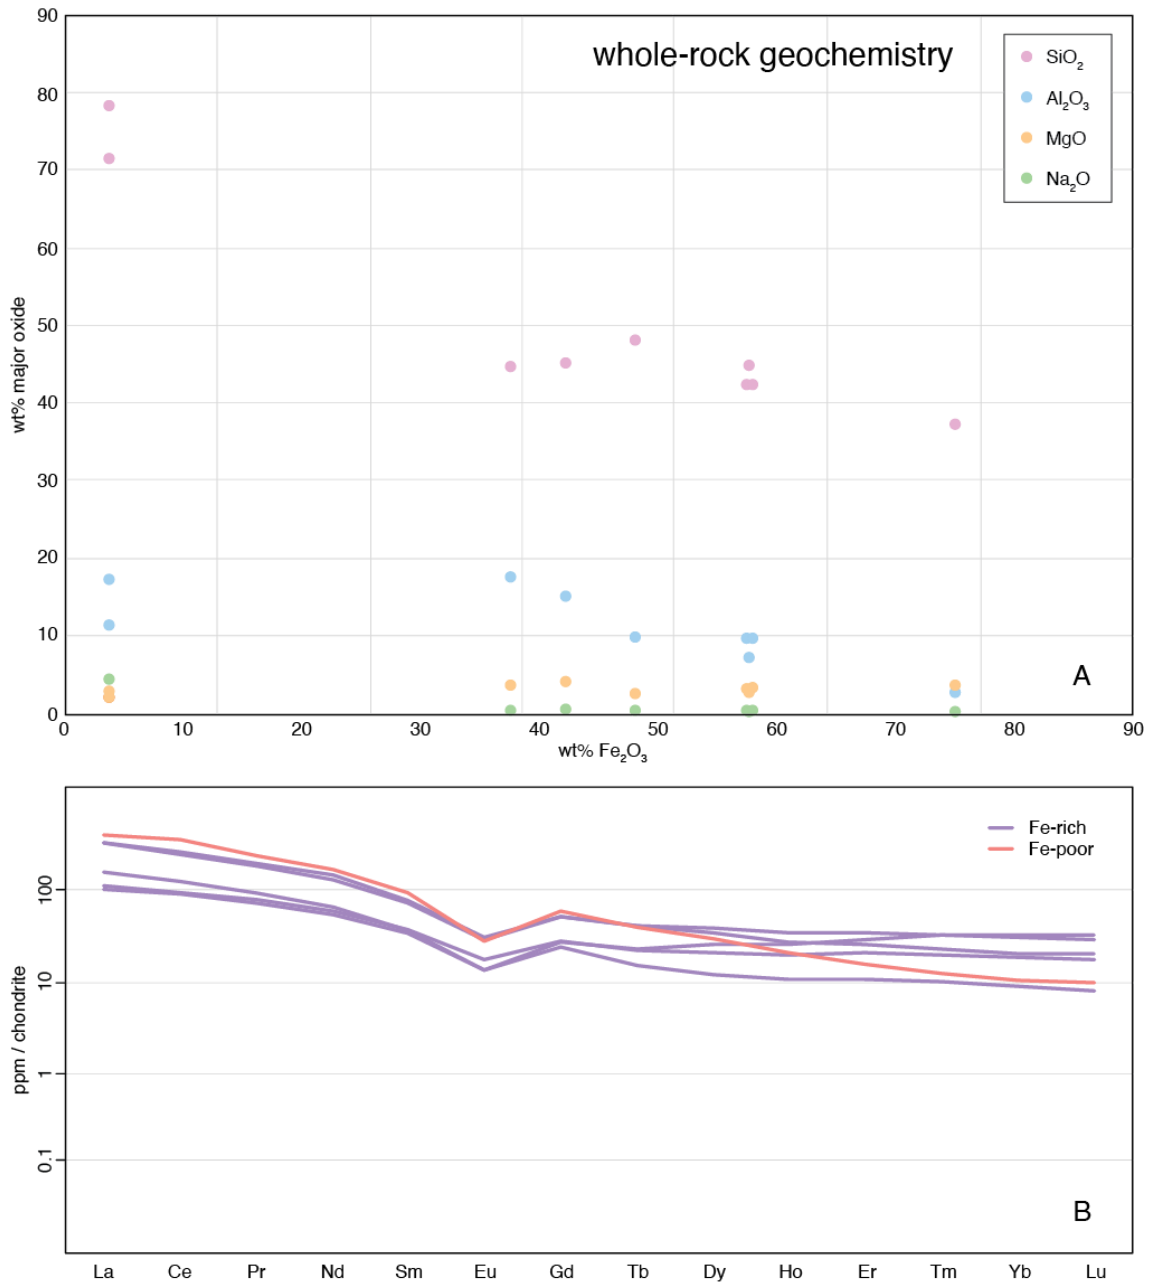 whole-rock geochemistry
SiO₂
Al₂O₃
MgO
Na₂O
90
80
70
60
50
40
30
20
10
0
wt% major oxide
A
0 10 20 30 40 50 60 70 80 90
wt% Fe₂O₃
Fe-rich
Fe-poor
100
10
1
0.1
ppm / chondrite
B
La Ce Pr Nd Sm Eu Gd Tb Dy Ho Er Tm Yb Lu